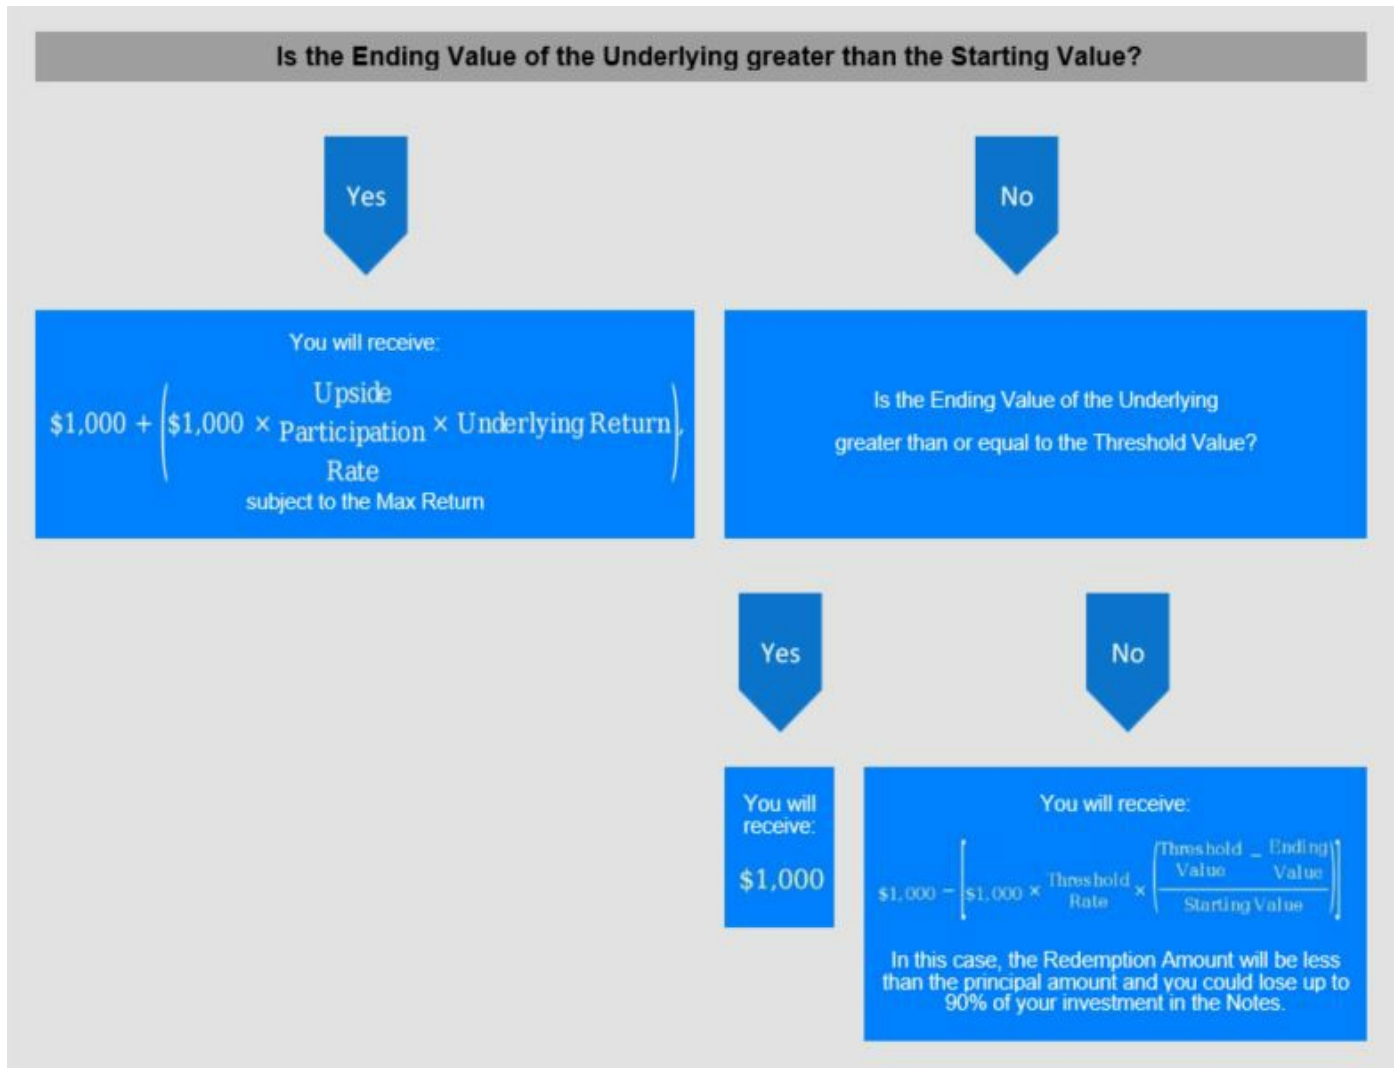 Is the Ending Value of the Underlying greater than the Starting Value?
Yes
No
You will receive:
Upside
$1,000 + ($1,000 × Participation × Underlying Return),
Rate
subject to the Max Return
Is the Ending Value of the Underlying
greater than or equal to the Threshold Value?
Yes
No
You will
receive:
$1,000
You will receive:
Threshold − Ending
Value Value
$1,000 − [$1,000 × Threshold Rate × ( )]
Starting Value
In this case, the Redemption Amount will be less
than the principal amount and you could lose up to
90% of your investment in the Notes.